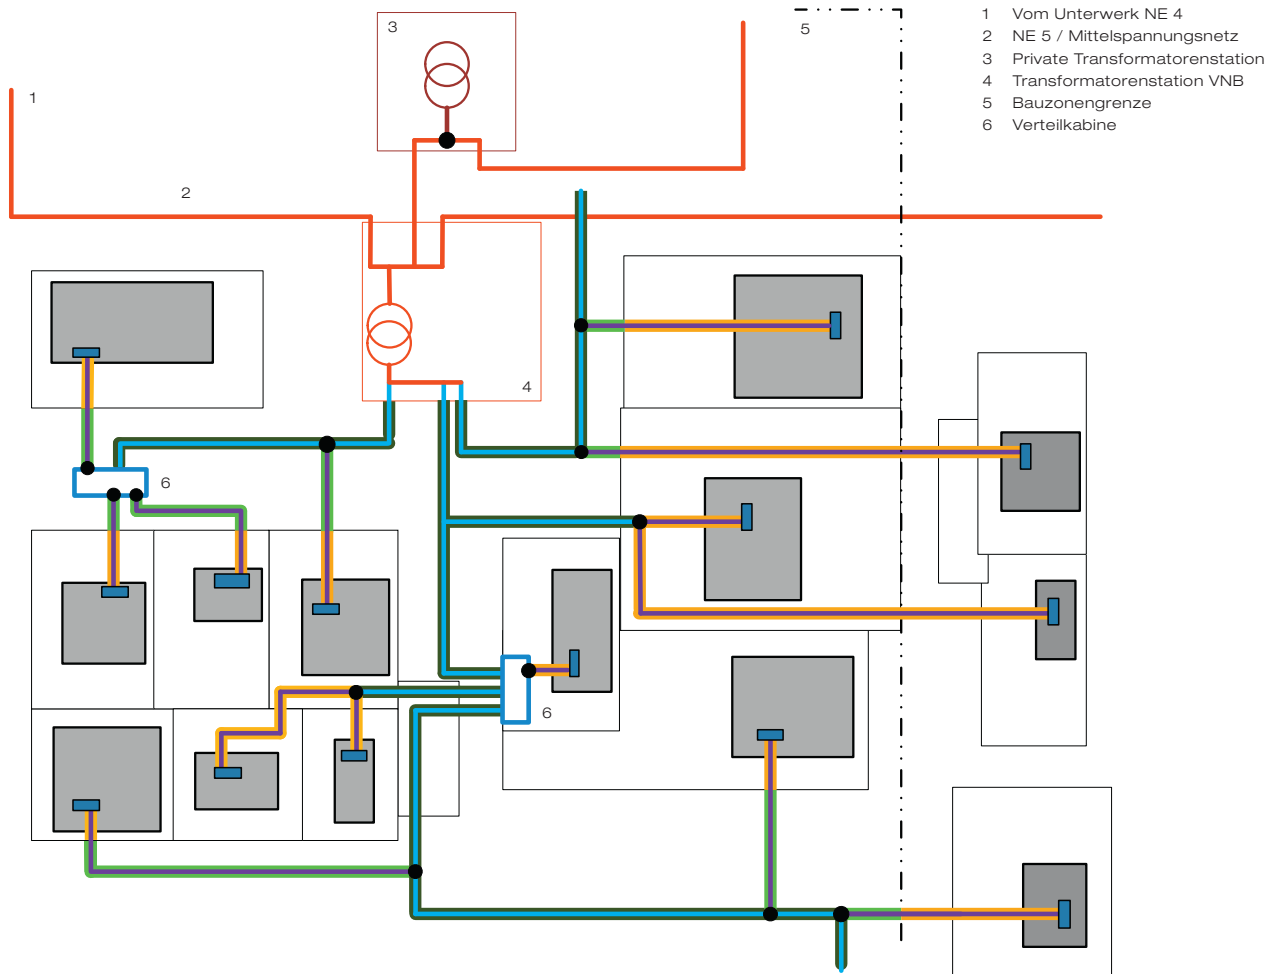 3
5
1 Vom Unterwerk NE 4
2 NE 5 / Mittelspannungsnetz
3 Private Transformatorenstation
4 Transformatorenstation VNB
5 Bauzonengrenze
6 Verteilkabine
1
2
4
6
6